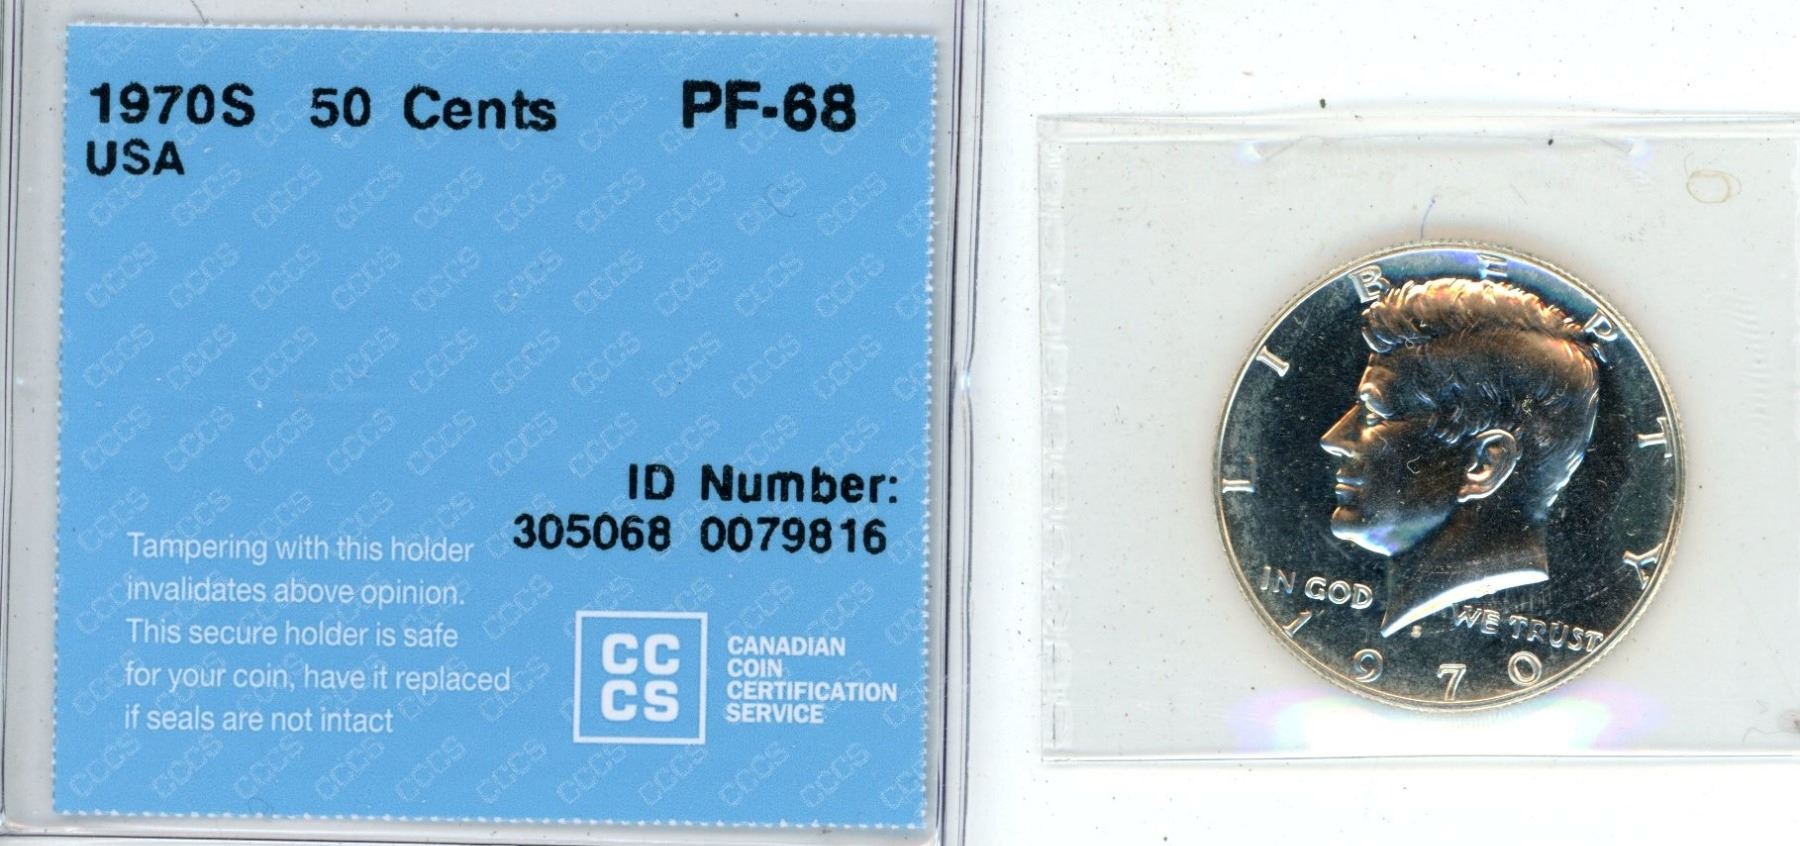 1970S 50 Cents PF-68
USA
ID Number:
305068 0079816
Tampering with this holder
invalidates above opinion.
This secure holder is safe
for your coin, have it replaced
if seals are not intact
CC
CS
CANADIAN
COIN
CERTIFICATION
SERVICE
LIBERTY
IN GOD WE TRUST
S
1970